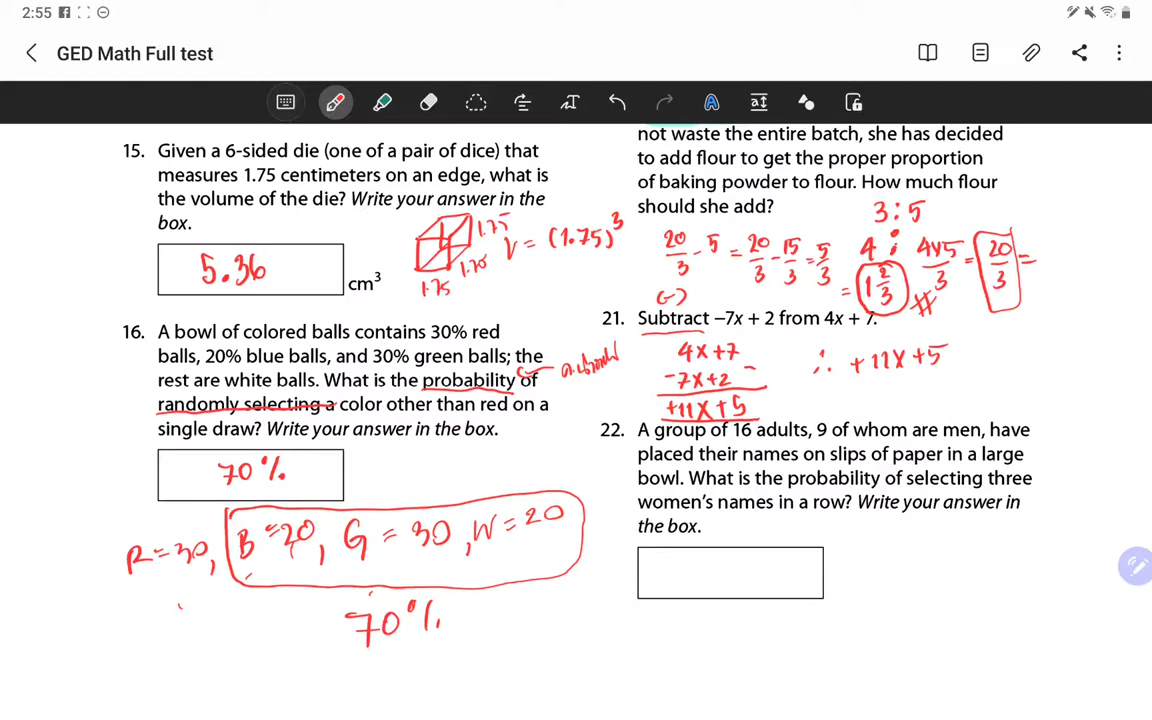 2:55
GED Math Full test
15. Given a 6-sided die (one of a pair of dice) that
measures 1.75 centimeters on an edge, what is
the volume of the die? Write your answer in the
box.
5.36
cm³
1.75
1.75
1.75
V = (1.75)³
16. A bowl of colored balls contains 30% red
balls, 20% blue balls, and 30% green balls; the
rest are white balls. What is the probability of
randomly selecting a color other than red on a
single draw? Write your answer in the box.
70%
R=30, B=20, G=30, W=20
70%
not waste the entire batch, she has decided
to add flour to get the proper proportion
of baking powder to flour. How much flour
should she add?
3:5
20/3 - 5 = 20/3 - 15/3 = 5/3
4 : 4x5/3 = 20/3 =
= 1 2/3 #
(-)
21. Subtract –7x + 2 from 4x + 7.
4x+7
-7x+2
+11x+5
∴ +11x+5
22. A group of 16 adults, 9 of whom are men, have
placed their names on slips of paper in a large
bowl. What is the probability of selecting three
women's names in a row? Write your answer in
the box.